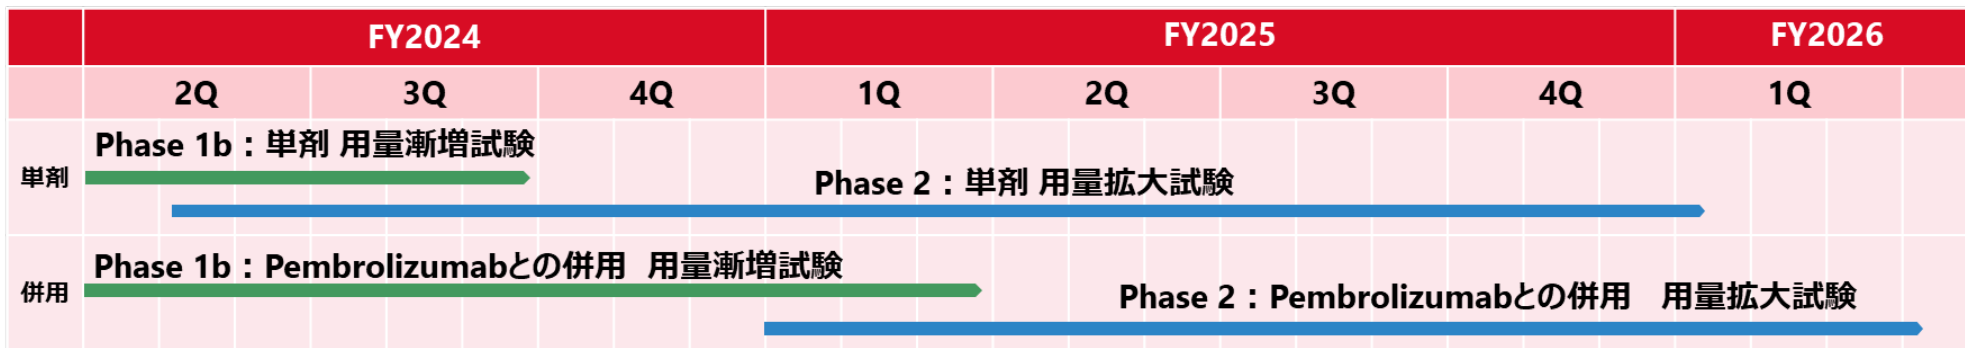 FY2024 FY2025 FY2026
2Q 3Q 4Q 1Q 2Q 3Q 4Q 1Q
Phase 1b：単剤 用量漸増試験
単剤
Phase 2：単剤 用量拡大試験
Phase 1b：Pembrolizumabとの併用 用量漸増試験
併用
Phase 2：Pembrolizumabとの併用 用量拡大試験